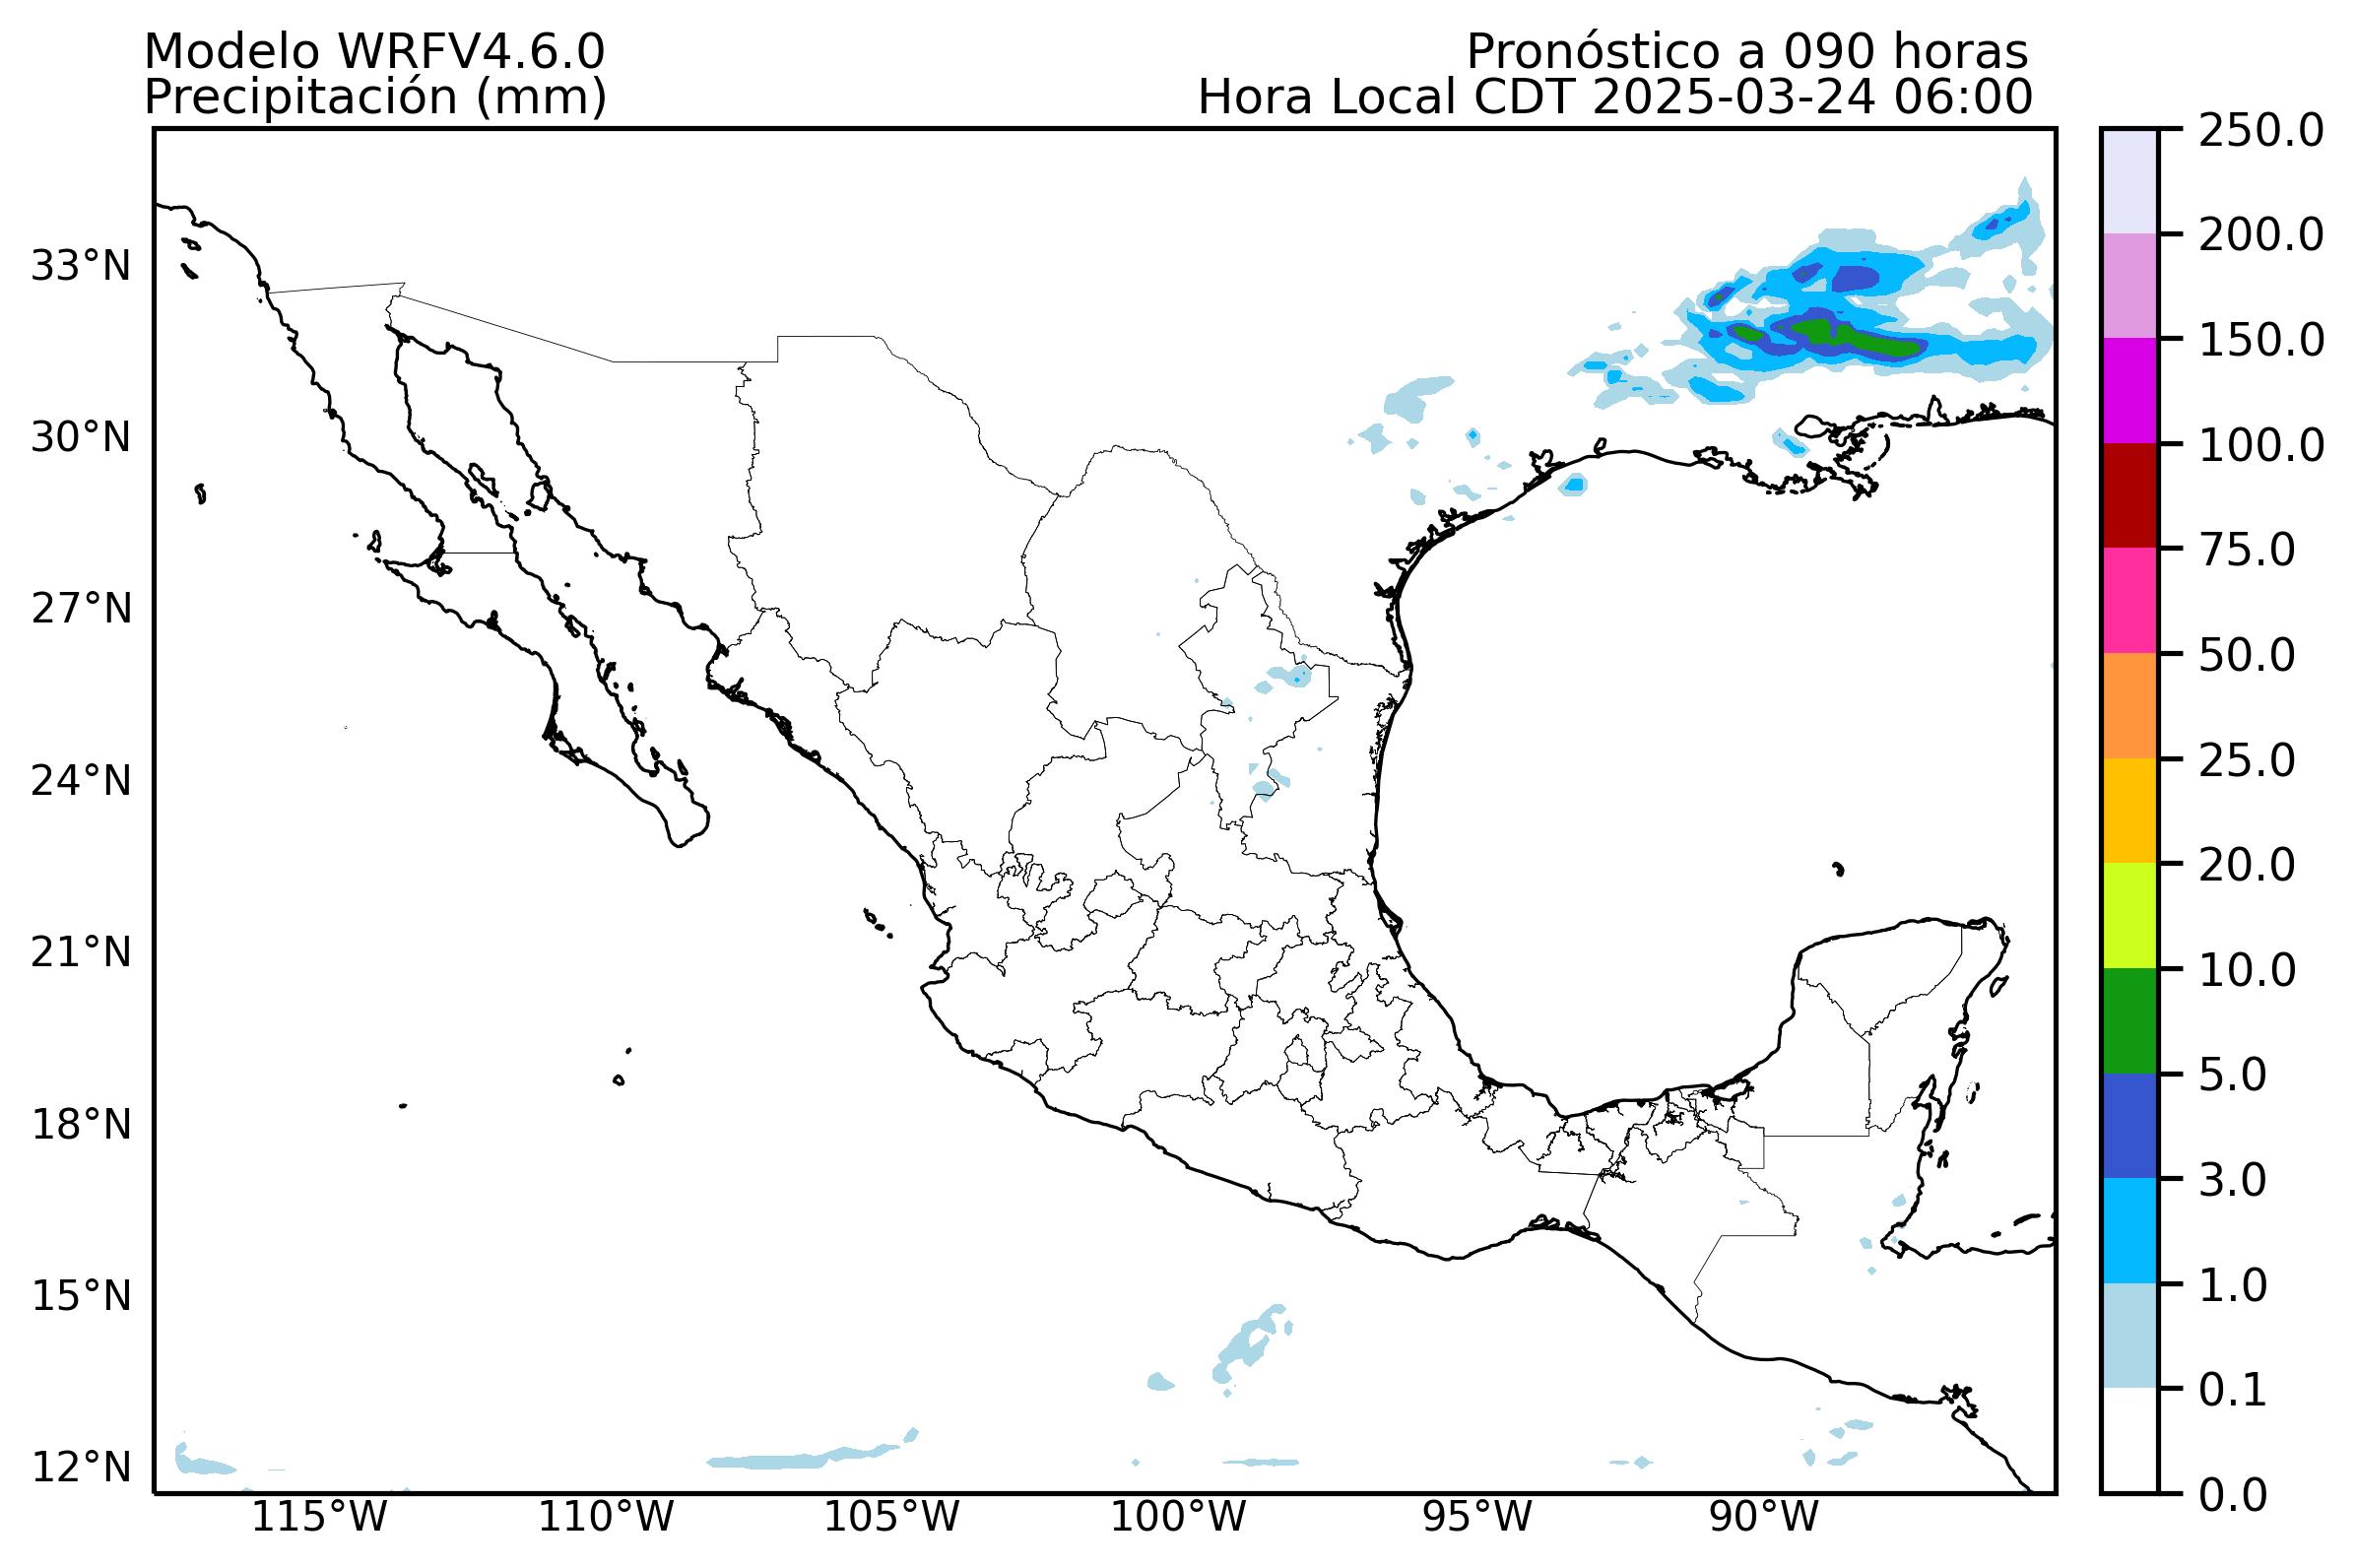 Modelo WRFV4.6.0
Precipitación (mm)
Pronóstico a 090 horas
Hora Local CDT 2025-03-24 06:00
33°N
30°N
27°N
24°N
21°N
18°N
15°N
12°N
115°W
110°W
105°W
100°W
95°W
90°W
250.0
200.0
150.0
100.0
75.0
50.0
25.0
20.0
10.0
5.0
3.0
1.0
0.1
0.0